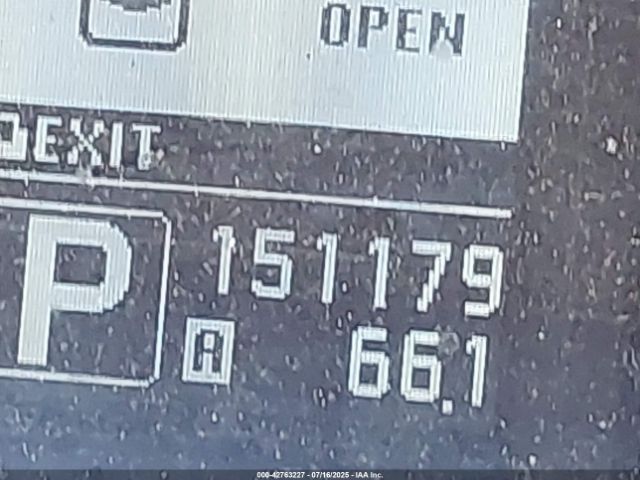 OPEN
EXIT
P
151179
A 66.1
000-42763227 - 07/16/2025 - IAA Inc.